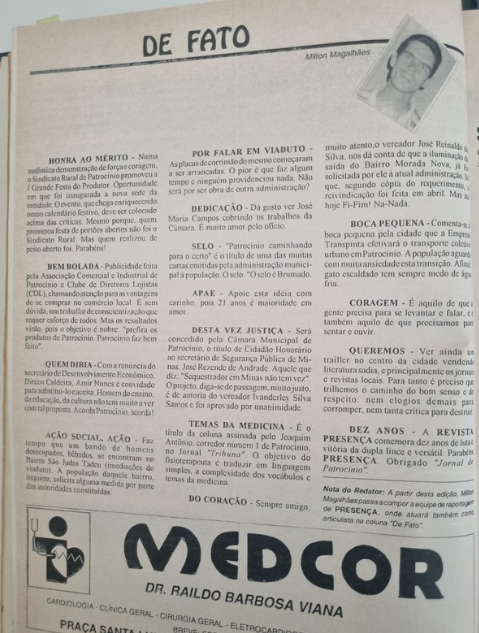 DE FATO
Milton Magalhães
HONRA AO MÉRITO - Numa
autêntica demonstração de força e coragem,
o Sindicato Rural de Patrocínio promoveu a
I Grande Festa do Produtor. Oportunidade
em que foi inaugurada a nova sede da
entidade. O evento, que chega enriquecendo
nosso calendário festivo, deve ser colocado
acima das críticas. Mesmo porque, quem
promoveu festa de portões abertos não foi o
Sindicato Rural. Mas quem realizou de
peito aberto foi. Parabéns!
BEM BOLADA - Publicidade feita
pela Associação Comercial e Industrial de
Patrocínio e Clube de Diretores Lojistas
(CDL), chamando atenção para as vantagens
de se comprar no comércio local. É sem
dúvida, um trabalho de conscientização que
requer esforço de todos. Mas os resultados
virão, pois o objetivo é nobre: "prefira os
produtos de Patrocínio. Patrocínio faz bem
feito".
QUEM DIRIA - Com a renúncia do
secretário de Desenvolvimento Econômico,
Dirceu Caldeira, Amir Nunes é convidade
para substituí-lo e aceita. Homem do ensino,
da educação, da cultura não tem muito a ver
com tal proposta. Acorda Patrocínio, acorda!
AÇÃO SOCIAL, AÇÃO - Faz
tempo que um bando de homens
desocupados, bêbados, se encontram no
Bairro São Judas Tadeu (imediações do
viaduto). A população daquele bairro,
inquieta, solicita alguma medida por parte
das autoridades constituídas.
POR FALAR EM VIADUTO -
As placas de corrimão do mesmo começaram
a ser arrancadas. O por é que faz algum
tempo e ninguém providenciou nada. Não
será por ser obra de outra administração?
DEDICAÇÃO - Dá gosto ver José
Maria Campos cobrindo os trabalhos da
Câmara. É muito amor pelo ofício.
SELO - "Patrocínio caminhando
para o certo" é o título de uma das muitas
cartas emitidas pela administração munici-
pal à população. O selo "O selo é Brumado.
APAE - Apoie esta idéia com
carinho, pois 21 anos é maioridade em
amor.
DESTA VEZ JUSTIÇA - Será
concedido pela Câmara Municipal de
Patrocínio, o título de Cidadão Honorário
ao secretário de Segurança Pública de Mi-
nas. José Rezende de Andrade. Aquele que
diz: "Sequestrador em Minas não tem vez"
O projeto, diga-se de passagem, muito justo,
é de autoria do vereador Ivanderley Silva
Santos e foi aprovado por unanimidade.
TEMAS DA MEDICINA - É o
título da coluna assinada pelo Joaquim
Antônio, corredor número 1 de Patrocínio,
no Jornal "Tribuna". O objetivo do
fisioterapeuta é traduzir em linguagem
simples, a complexidade dos vocábulos e
temas da medicina.
DO CORAÇÃO - Sempre amigo,
muito atento, o vereador José Reinaldo da
Silva, nos dá conta de que a iluminação da
saída do Bairro Morada Nova, já foi
solicitada por ele à atual administração
que, segundo cópia do requerimento, a
reivindicação foi feita em abril. Mas até
hoje Fi-Fim! Na-Nada.
BOCA PEQUENA - Comenta-se à
boca pequena pela cidade que a Empresa
Transpinta efetivará o transporte coletivo
urbano em Patrocínio. A população aguarda
com muita ansiedade esta transição. Afinal
gato escaldado tem sempre medo de água
fria.
CORAGEM - É aquilo de que a
gente precisa para se levantar e falar, e é
também aquilo de que precisamos para
sentar e ouvir.
QUEREMOS - Ver ainda um
trailler no centro da cidade vendendo
literatura sadia, e principalmente os jornais
e revistas locais. Para tanto é preciso que
trilhemos o caminho do bom senso e do
respeito: nem elogios demais para
corromper, nem tanta crítica para destruir.
DEZ ANOS - A REVISTA
PRESENÇA comemora dez anos de luta e
vitória da dupla lince e versátil. Parabéns
PRESENÇA. Obrigado "Jornal de
Patrocínio".
Nota do Redator: A partir desta edição, Milton
Magalhães passa a compor a equipe de reportagem
de PRESENÇA, onde atuará também como
articulista na coluna "De Fato".
MEDCOR
DR. RAILDO BARBOSA VIANA
CARDIOLOGIA - CLÍNICA GERAL - CIRURGIA GERAL - ELETROCARDIO
PRAÇA SANTA